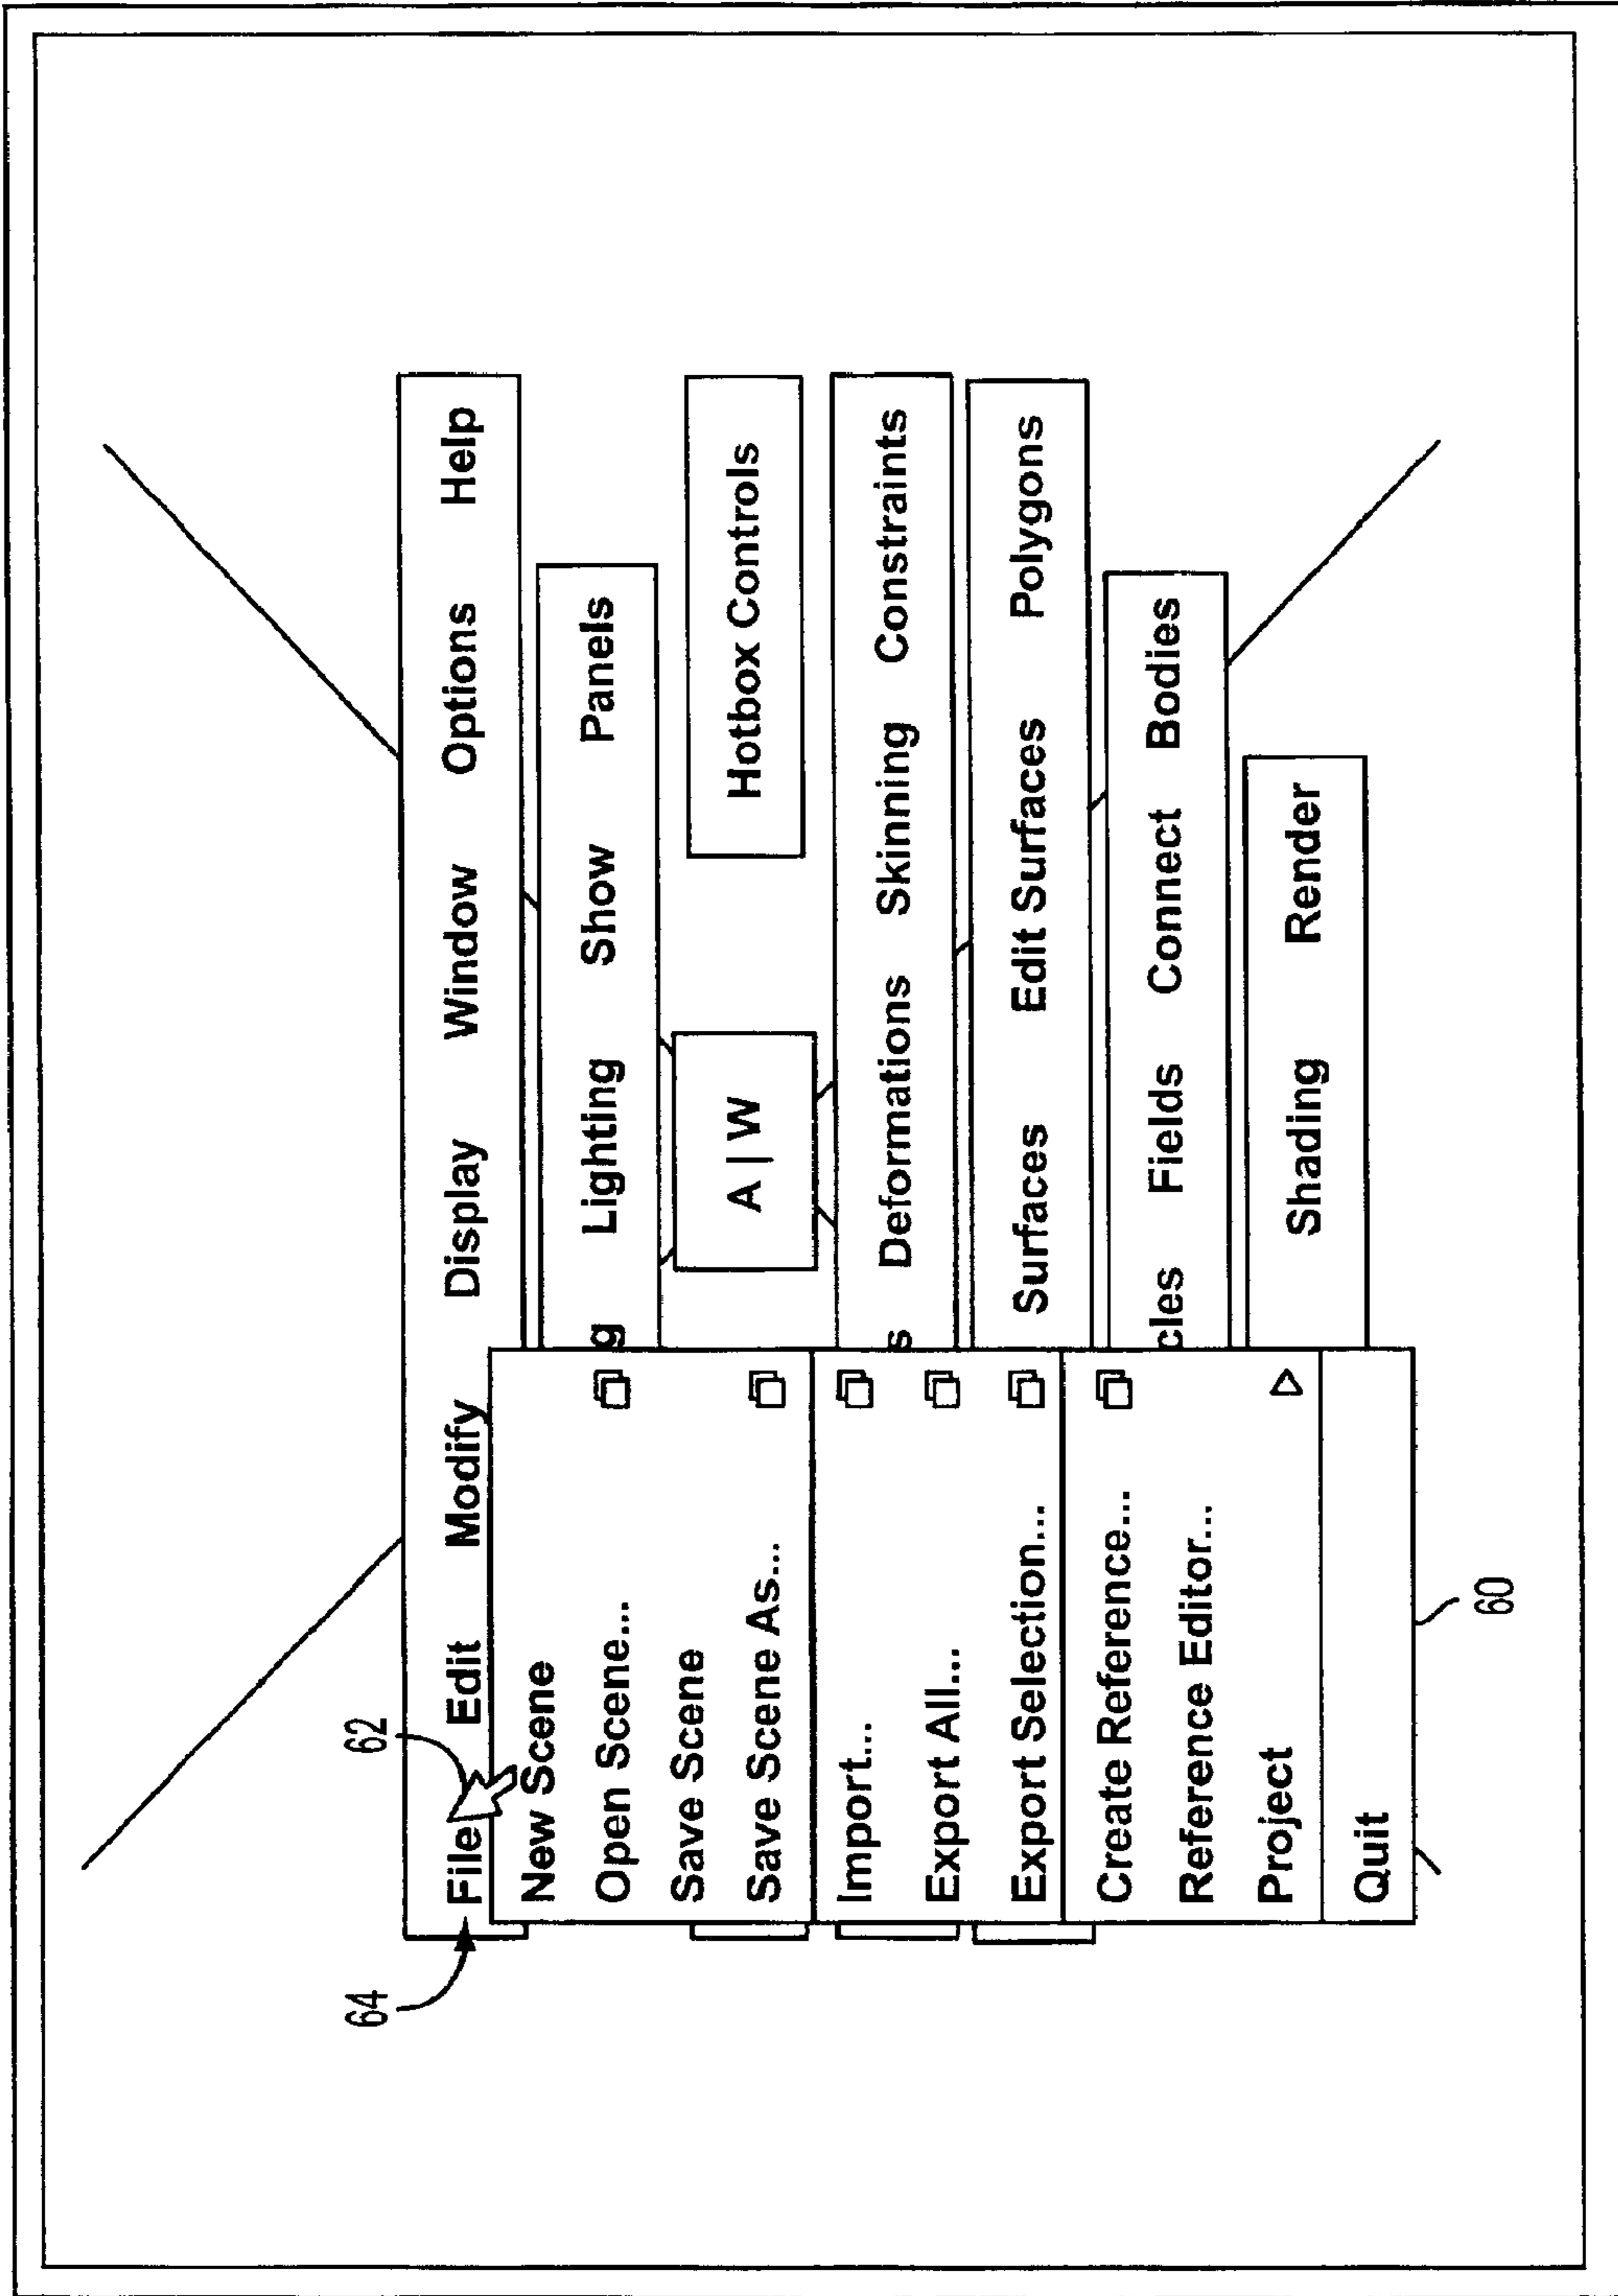 64
62
File Edit Modify Display Window Options Help
g Lighting Show Panels
A|W Hotbox Controls
s Deformations Skinning Constraints
Surfaces Edit Surfaces Polygons
cles Fields Connect Bodies
Shading Render
New Scene
Open Scene...
Save Scene
Save Scene As...
Import...
Export All...
Export Selection...
Create Reference...
Reference Editor...
Project
Quit
60